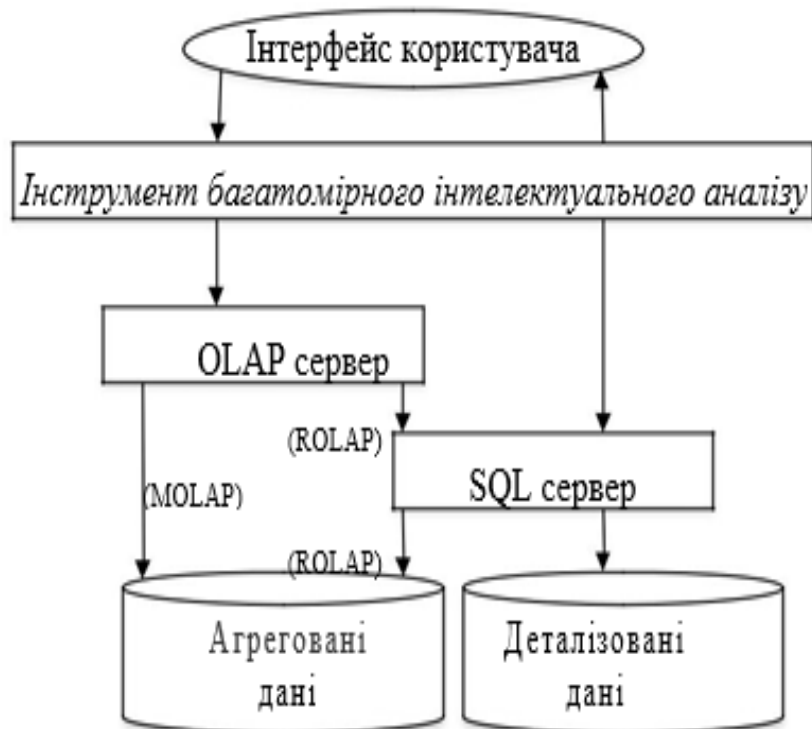 Інтерфейс користувача
Інструмент багатомірного інтелектуального аналізу
OLAP сервер
(ROLAP)
(MOLAP)
SQL сервер
(ROLAP)
Агреговані
дані
Деталізовані
дані